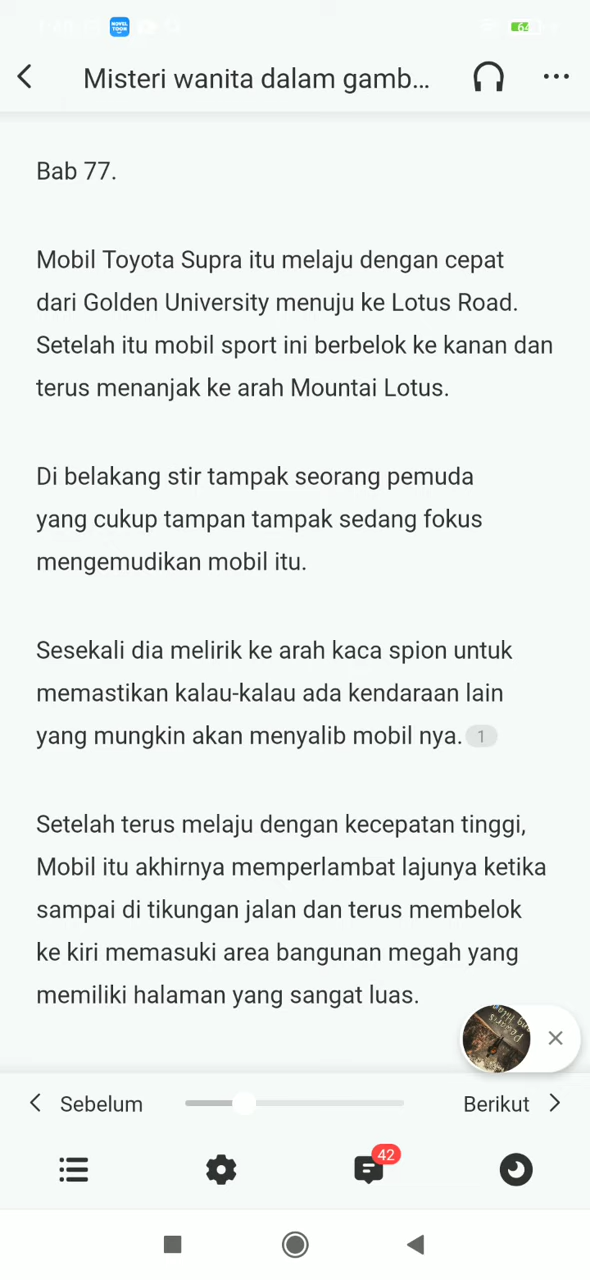 NOVEL
TOON
64
Misteri wanita dalam gamb...
Bab 77.
Mobil Toyota Supra itu melaju dengan cepat
dari Golden University menuju ke Lotus Road.
Setelah itu mobil sport ini berbelok ke kanan dan
terus menanjak ke arah Mountai Lotus.
Di belakang stir tampak seorang pemuda
yang cukup tampan tampak sedang fokus
mengemudikan mobil itu.
Sesekali dia melirik ke arah kaca spion untuk
memastikan kalau-kalau ada kendaraan lain
yang mungkin akan menyalib mobil nya. 1
Setelah terus melaju dengan kecepatan tinggi,
Mobil itu akhirnya memperlambat lajunya ketika
sampai di tikungan jalan dan terus membelok
ke kiri memasuki area bangunan megah yang
memiliki halaman yang sangat luas.
Sebelum
Berikut
42